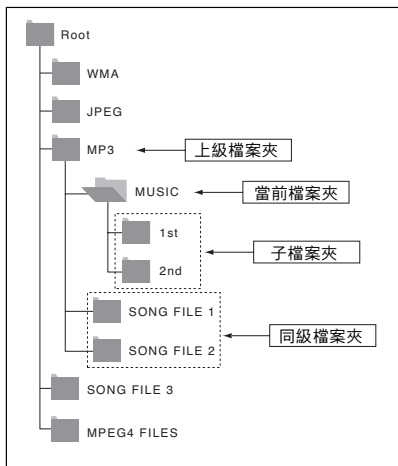 Root
WMA
JPEG
MP3
上級檔案夾
MUSIC
當前檔案夾
1st
子檔案夾
2nd
SONG FILE 1
同級檔案夾
SONG FILE 2
SONG FILE 3
MPEG4 FILES